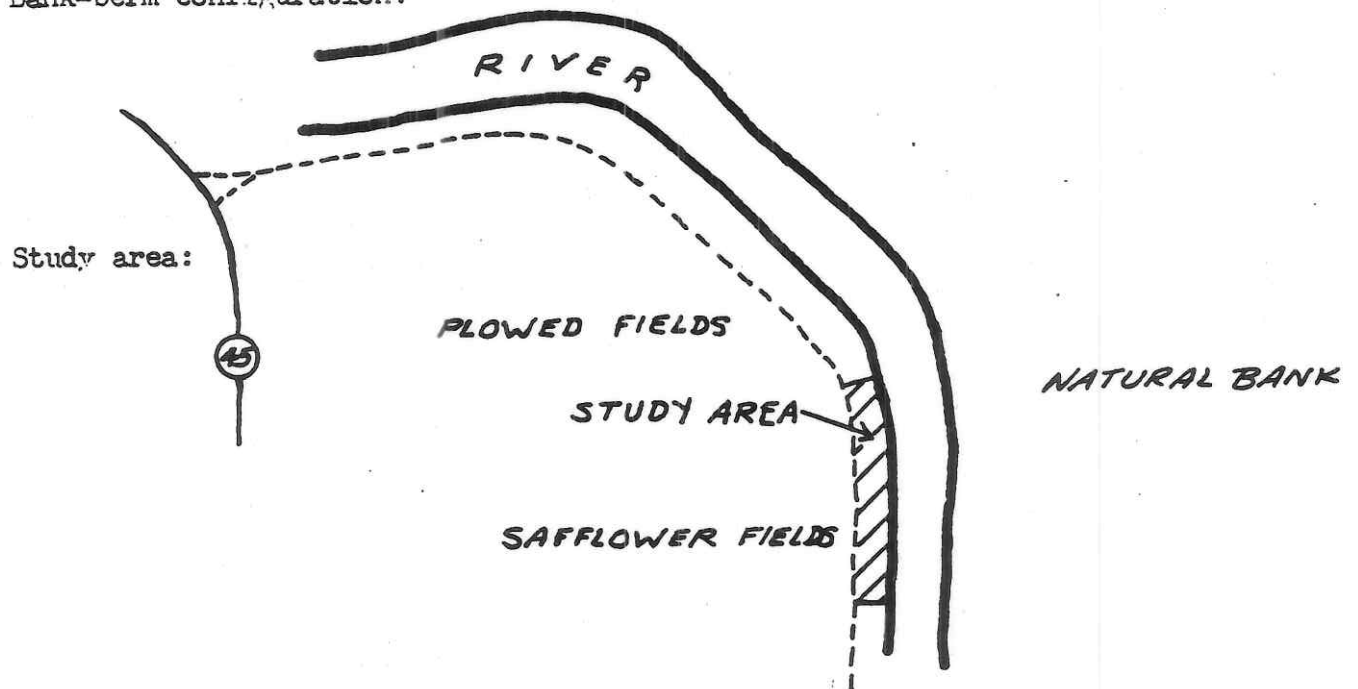 RIVER
Study area:
45
PLOWED FIELDS
NATURAL BANK
STUDY AREA
SAFFLOWER FIELDS